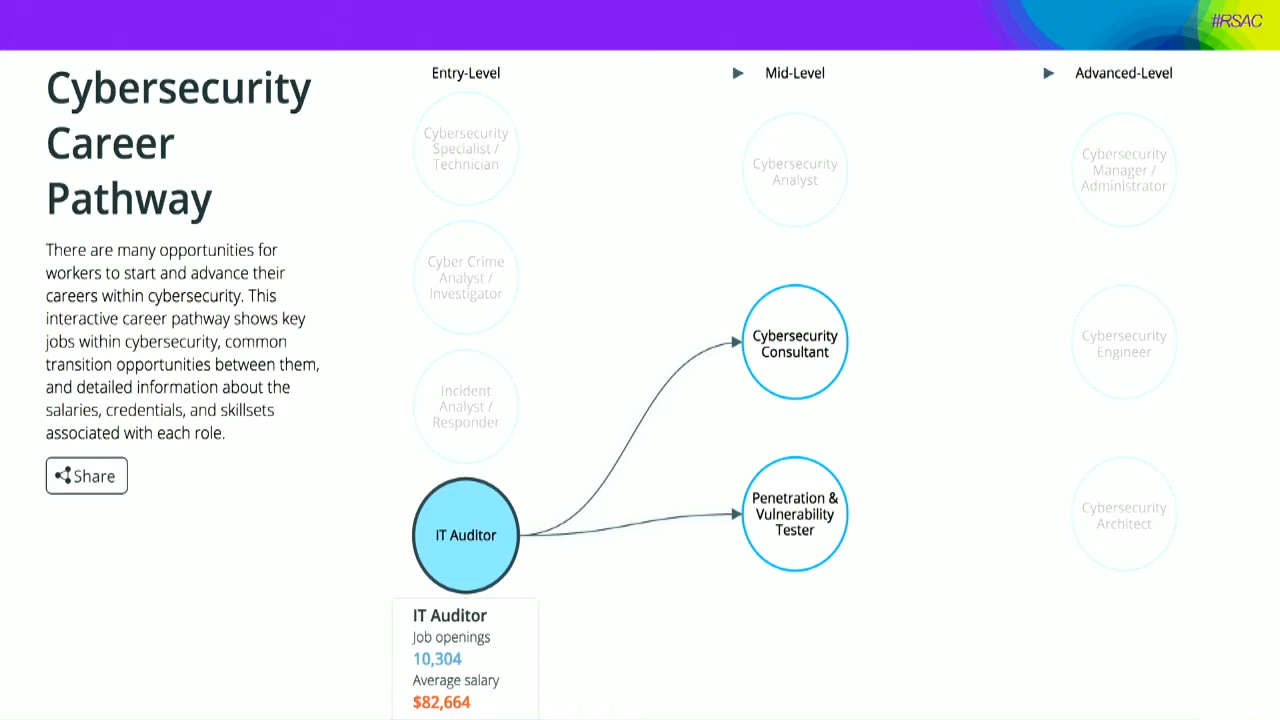 #RSAC
Cybersecurity
Career
Pathway
There are many opportunities for
workers to start and advance their
careers within cybersecurity. This
interactive career pathway shows key
jobs within cybersecurity, common
transition opportunities between them,
and detailed information about the
salaries, credentials, and skillsets
associated with each role.
Share
Entry-Level
Mid-Level
Advanced-Level
Cybersecurity
Specialist /
Technician
Cyber Crime
Analyst /
Investigator
Incident
Analyst /
Responder
IT Auditor
Cybersecurity
Analyst
Cybersecurity
Consultant
Penetration &
Vulnerability
Tester
Cybersecurity
Manager /
Administrator
Cybersecurity
Engineer
Cybersecurity
Architect
IT Auditor
Job openings
10,304
Average salary
$82,664